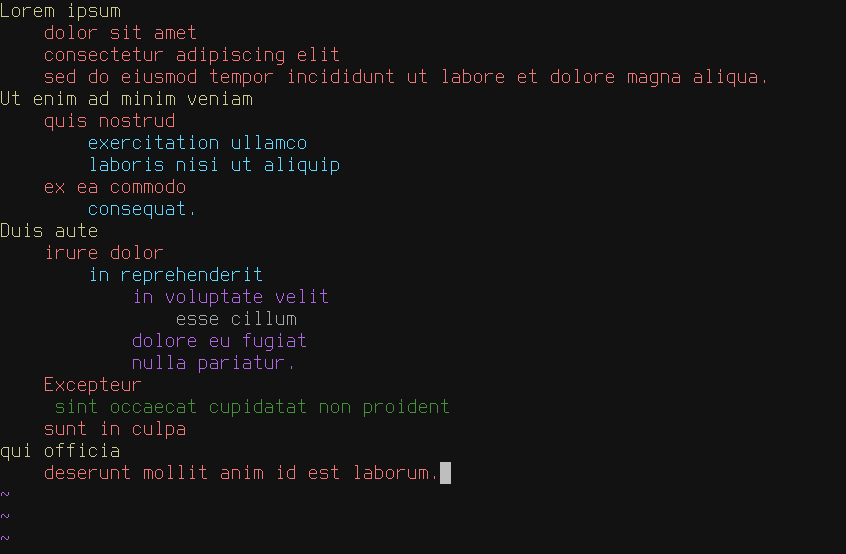 Lorem ipsum
    dolor sit amet
    consectetur adipiscing elit
    sed do eiusmod tempor incididunt ut labore et dolore magna aliqua.
Ut enim ad minim veniam
    quis nostrud
        exercitation ullamco
        laboris nisi ut aliquip
    ex ea commodo
        consequat.
Duis aute
    irure dolor
        in reprehenderit
            in voluptate velit
                esse cillum
            dolore eu fugiat
            nulla pariatur.
    Excepteur
     sint occaecat cupidatat non proident
    sunt in culpa
qui officia
    deserunt mollit anim id est laborum.
~
~
~